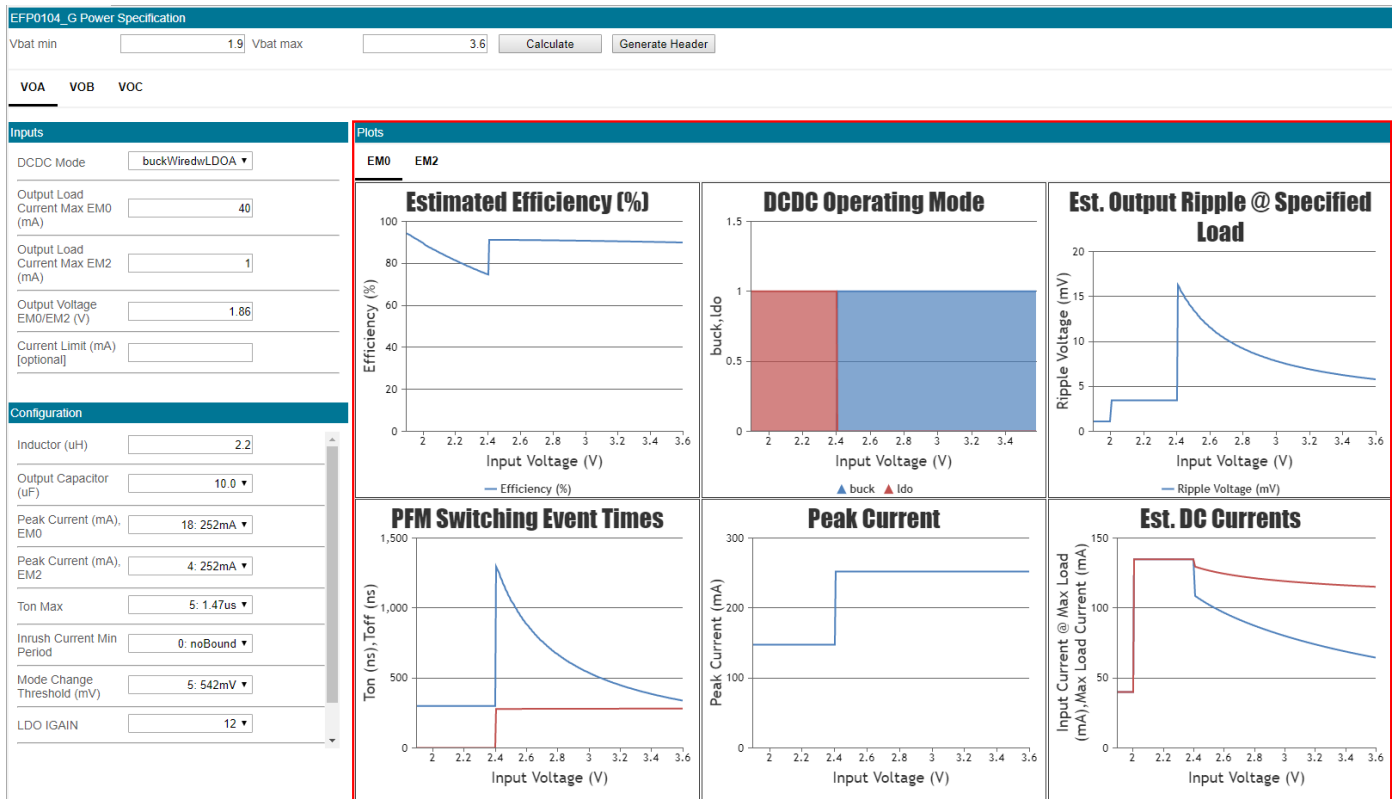 EFP0104_G Power Specification
Vbat min 1.9 Vbat max 3.6 Calculate Generate Header
VOA VOB VOC
Inputs
DCDC Mode buckWiredwLDOA ▼
Output Load
Current Max EM0
(mA)
40
Output Load
Current Max EM2
(mA)
1
Output Voltage
EM0/EM2 (V)
1.86
Current Limit (mA)
[optional]
Configuration
Inductor (uH) 2.2
Output Capacitor
(uF)
10.0 ▼
Peak Current (mA),
EM0
18: 252mA ▼
Peak Current (mA),
EM2
4: 252mA ▼
Ton Max 5: 1.47us ▼
Inrush Current Min
Period
0: noBound ▼
Mode Change
Threshold (mV)
5: 542mV ▼
LDO IGAIN 12 ▼
Plots
EM0 EM2
Estimated Efficiency (%)
Efficiency (%)
100
80
60
40
20
0
2 2.2 2.4 2.6 2.8 3 3.2 3.4 3.6
Input Voltage (V)
Efficiency (%)
DCDC Operating Mode
buck,ldo
1.5
1
0.5
0
2 2.2 2.4 2.6 2.8 3 3.2 3.4
Input Voltage (V)
buck ldo
Est. Output Ripple @ Specified
Load
Ripple Voltage (mV)
20
15
10
5
0
2 2.2 2.4 2.6 2.8 3 3.2 3.4 3.6
Input Voltage (V)
Ripple Voltage (mV)
PFM Switching Event Times
Ton (ns),Toff (ns)
1,500
1,000
500
0
2 2.2 2.4 2.6 2.8 3 3.2 3.4 3.6
Input Voltage (V)
Peak Current
Peak Current (mA)
300
200
100
0
2 2.2 2.4 2.6 2.8 3 3.2 3.4 3.6
Input Voltage (V)
Est. DC Currents
Input Current @ Max Load
(mA),Max Load Current (mA)
150
100
50
0
2 2.2 2.4 2.6 2.8 3 3.2 3.4 3.6
Input Voltage (V)